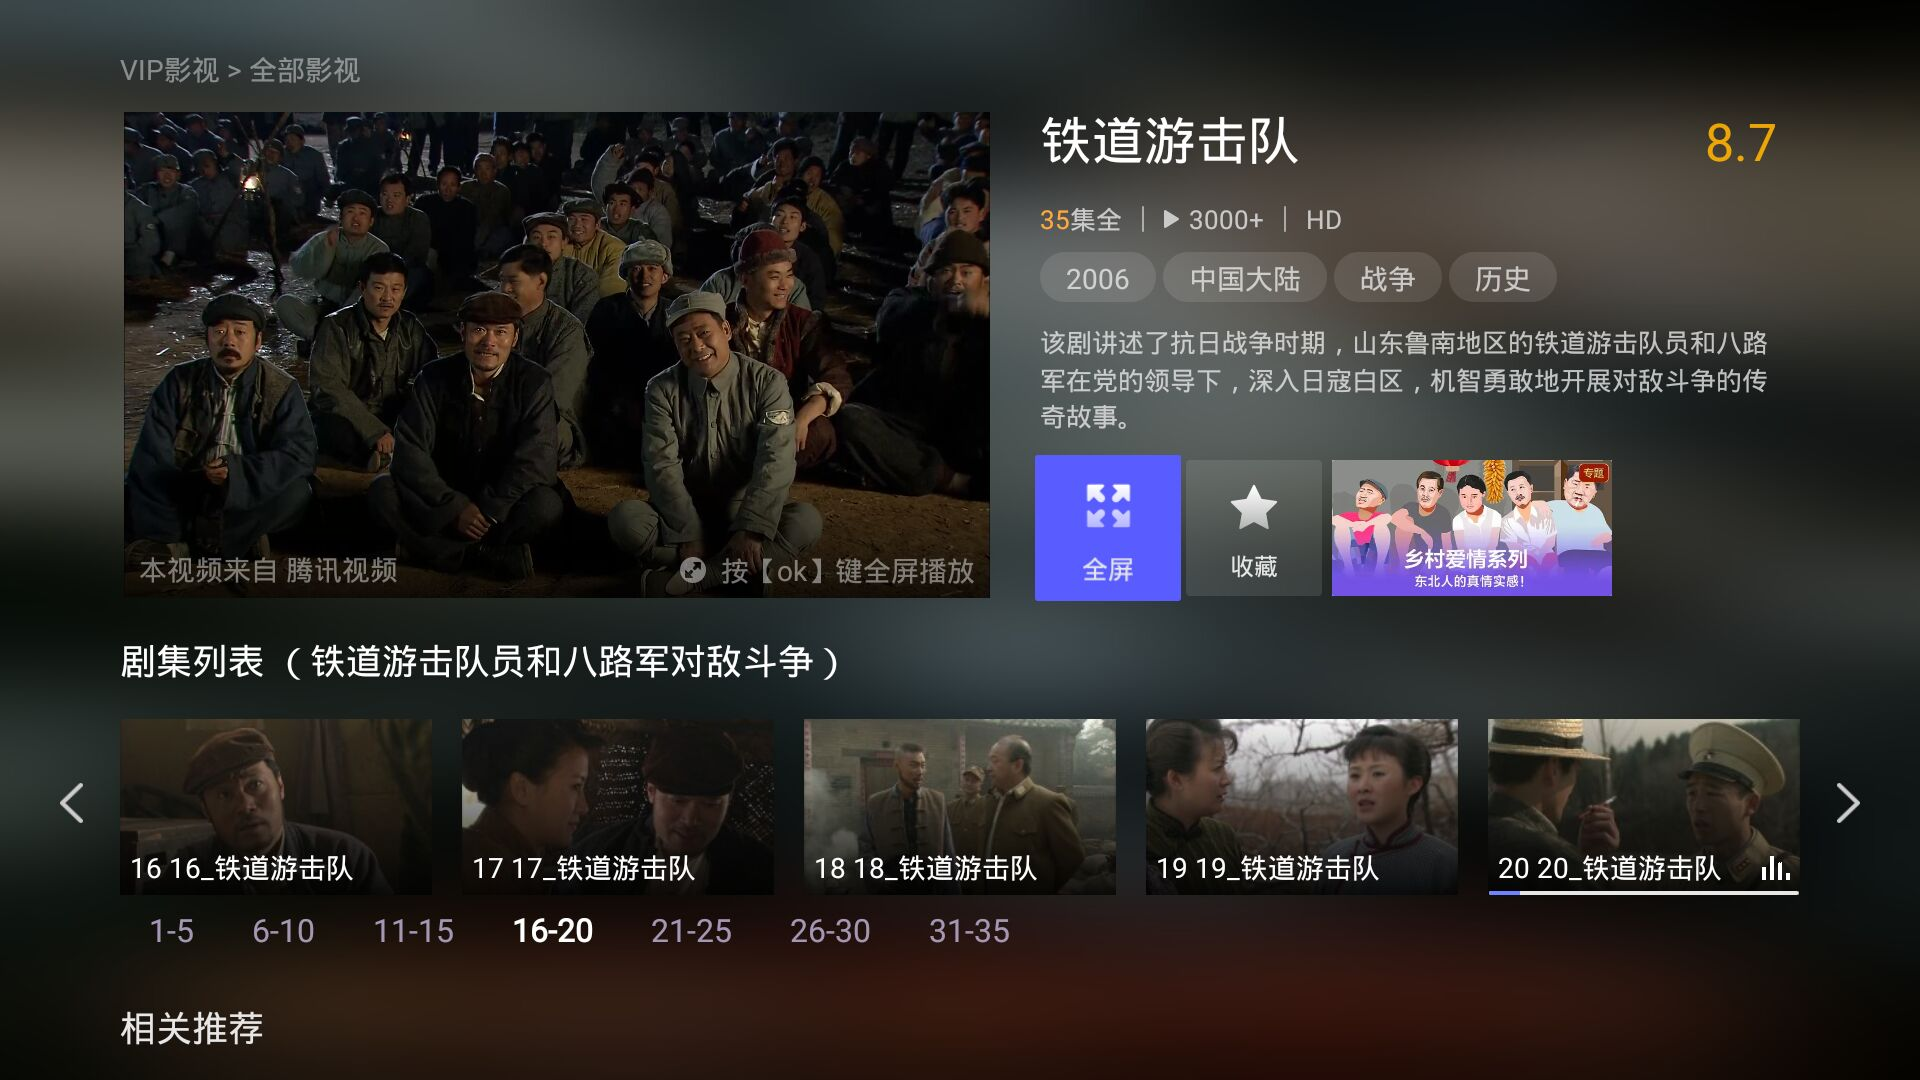 VIP影视 > 全部影视
铁道游击队
8.7
35集全 | 3000+ | HD
2006 中国大陆 战争 历史
该剧讲述了抗日战争时期，山东鲁南地区的铁道游击队员和八路
军在党的领导下，深入日寇白区，机智勇敢地开展对敌斗争的传
奇故事。
本视频来自 腾讯视频
按【ok】键全屏播放
全屏
收藏
专题
乡村爱情系列
东北人的真情实感!
剧集列表（铁道游击队员和八路军对敌斗争）
16 16_铁道游击队
17 17_铁道游击队
18 18_铁道游击队
19 19_铁道游击队
20 20_铁道游击队
1-5 6-10 11-15 16-20 21-25 26-30 31-35
相关推荐